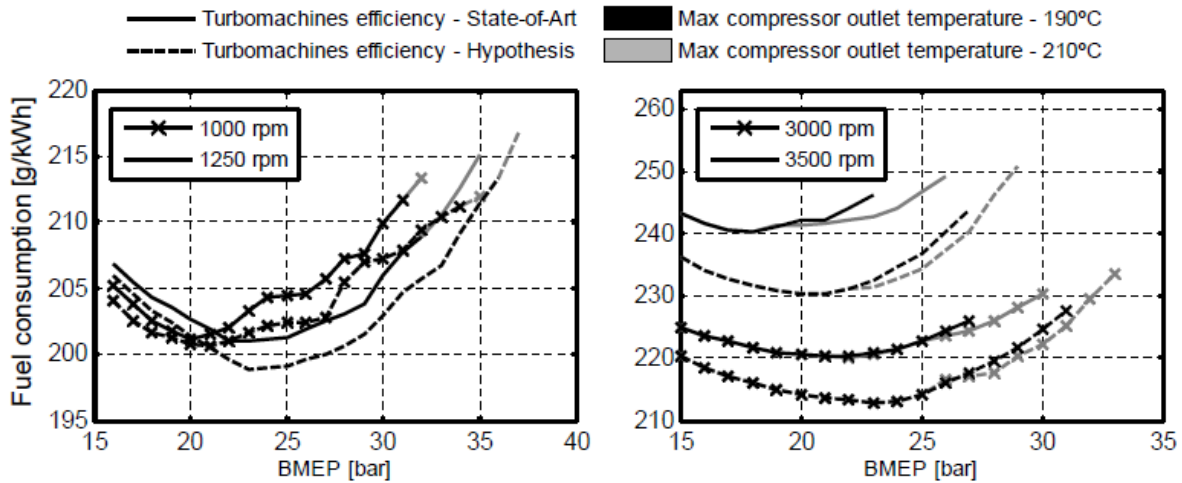 Turbomachines efficiency - State-of-Art
Max compressor outlet temperature - 190ºC
Turbomachines efficiency - Hypothesis
Max compressor outlet temperature - 210ºC
Fuel consumption [g/kWh]
220
215
210
205
200
195
1000 rpm
1250 rpm
15 20 25 30 35 40
BMEP [bar]
260
250
240
230
220
210
3000 rpm
3500 rpm
15 20 25 30 35
BMEP [bar]